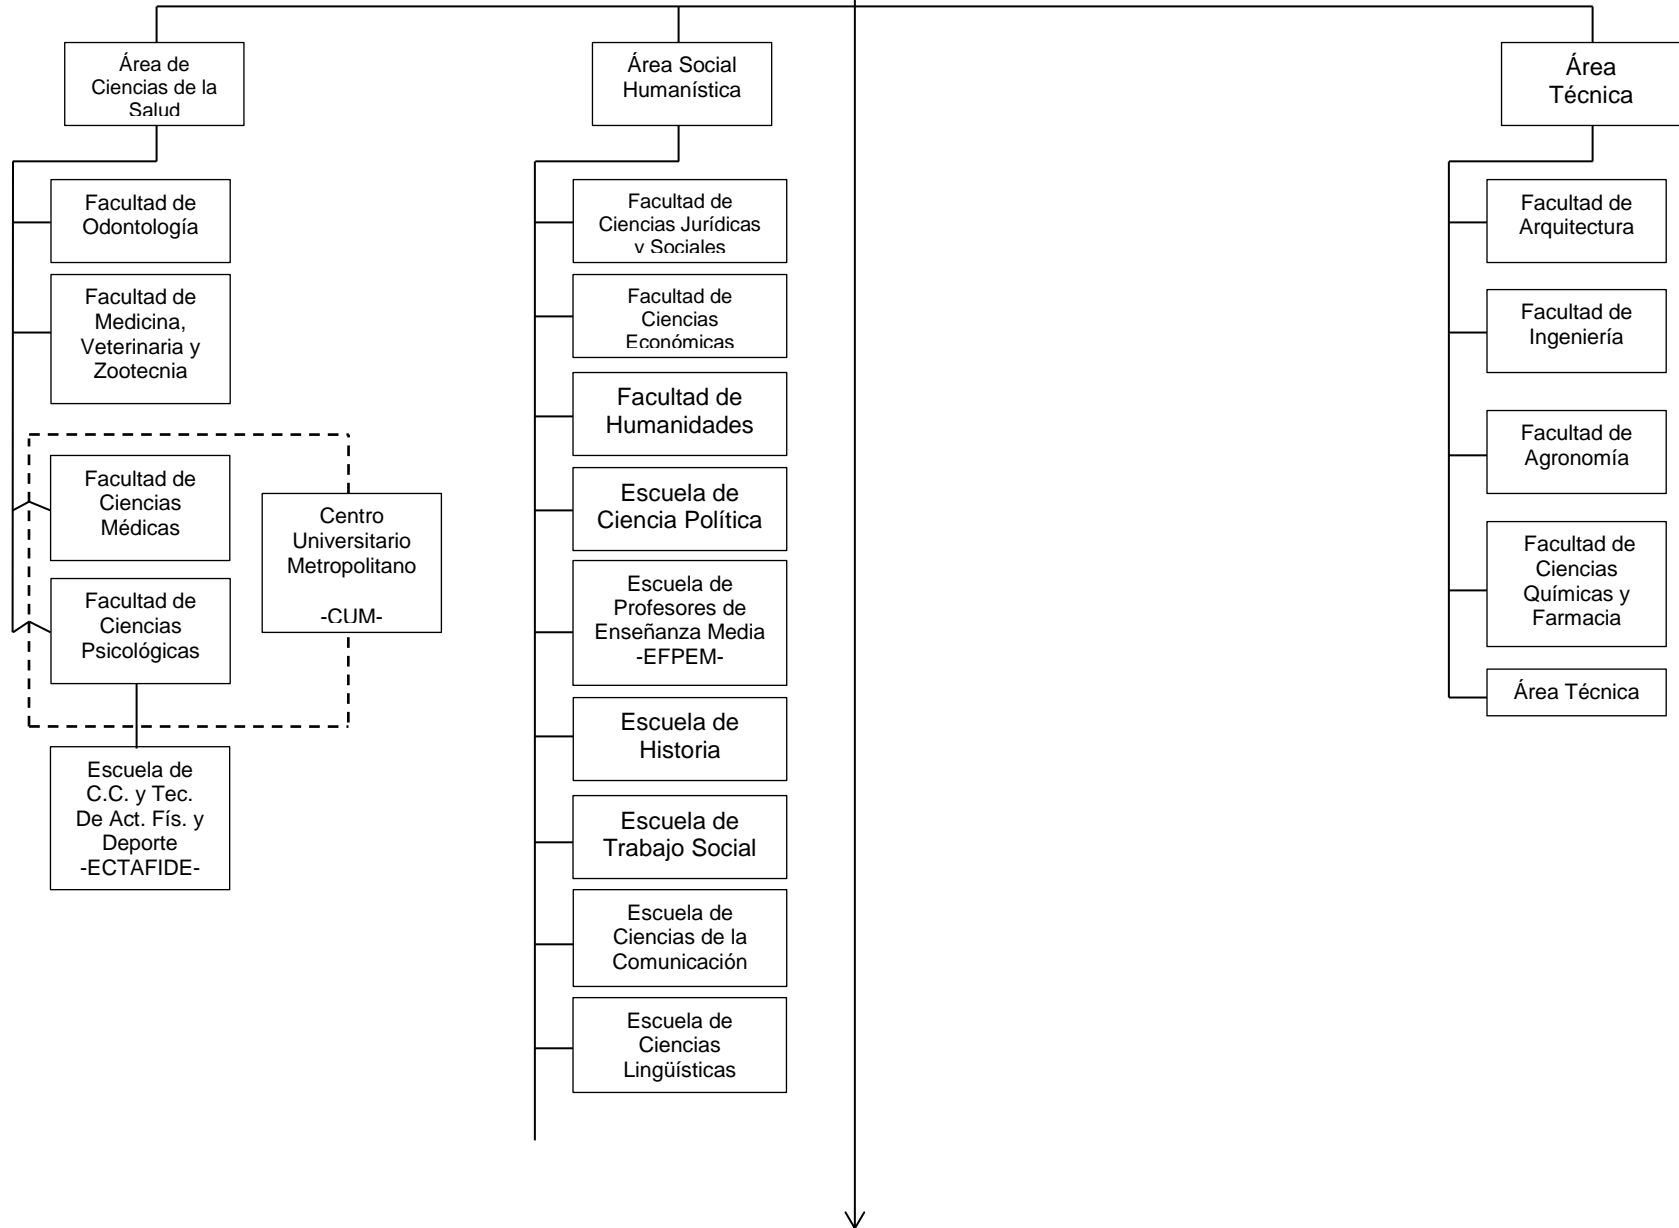 Área de
Ciencias de la
Salud
Facultad de
Odontología
Facultad de
Medicina,
Veterinaria y
Zootecnia
Facultad de
Ciencias
Médicas
Facultad de
Ciencias
Psicológicas
Centro
Universitario
Metropolitano
-CUM-
Escuela de
C.C. y Tec.
De Act. Fís. y
Deporte
-ECTAFIDE-
Área Social
Humanística
Facultad de
Ciencias Jurídicas
y Sociales
Facultad de
Ciencias
Económicas
Facultad de
Humanidades
Escuela de
Ciencia Política
Escuela de
Profesores de
Enseñanza Media
-EFPEM-
Escuela de
Historia
Escuela de
Trabajo Social
Escuela de
Ciencias de la
Comunicación
Escuela de
Ciencias
Lingüísticas
Área
Técnica
Facultad de
Arquitectura
Facultad de
Ingeniería
Facultad de
Agronomía
Facultad de
Ciencias
Químicas y
Farmacia
Área Técnica